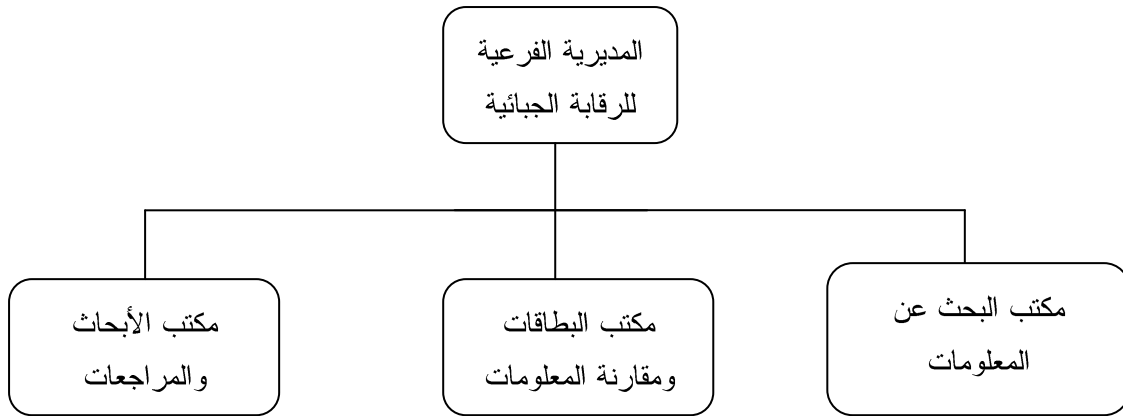 المديرية الفرعية
للرقابة الجبائية
مكتب البحث عن
المعلومات
مكتب البطاقات
ومقارنة المعلومات
مكتب الأبحاث
والمراجعات